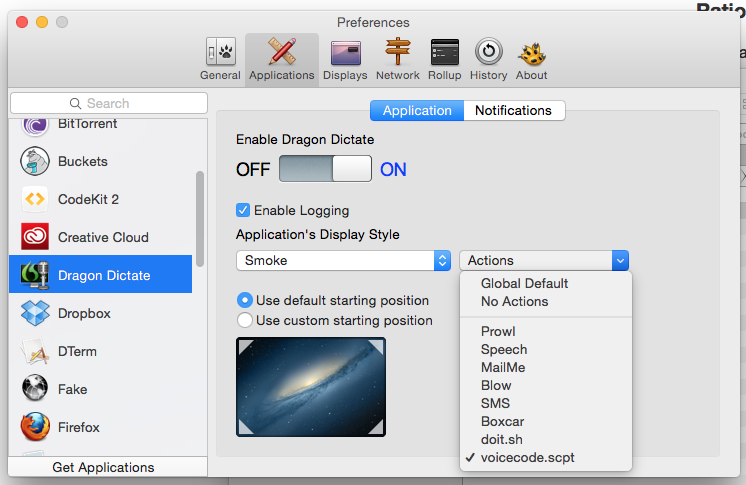 Preferences
General Applications Displays Network Rollup History About
Search
Application Notifications
BitTorrent
Buckets
CodeKit 2
Creative Cloud
Dragon Dictate
Dropbox
DTerm
Fake
Firefox
Get Applications
Enable Dragon Dictate
OFF ON
Enable Logging
Application's Display Style
Smoke
Actions
Global Default
No Actions
Prowl
Speech
MailMe
Blow
SMS
Boxcar
doit.sh
voicecode.scpt
Use default starting position
Use custom starting position